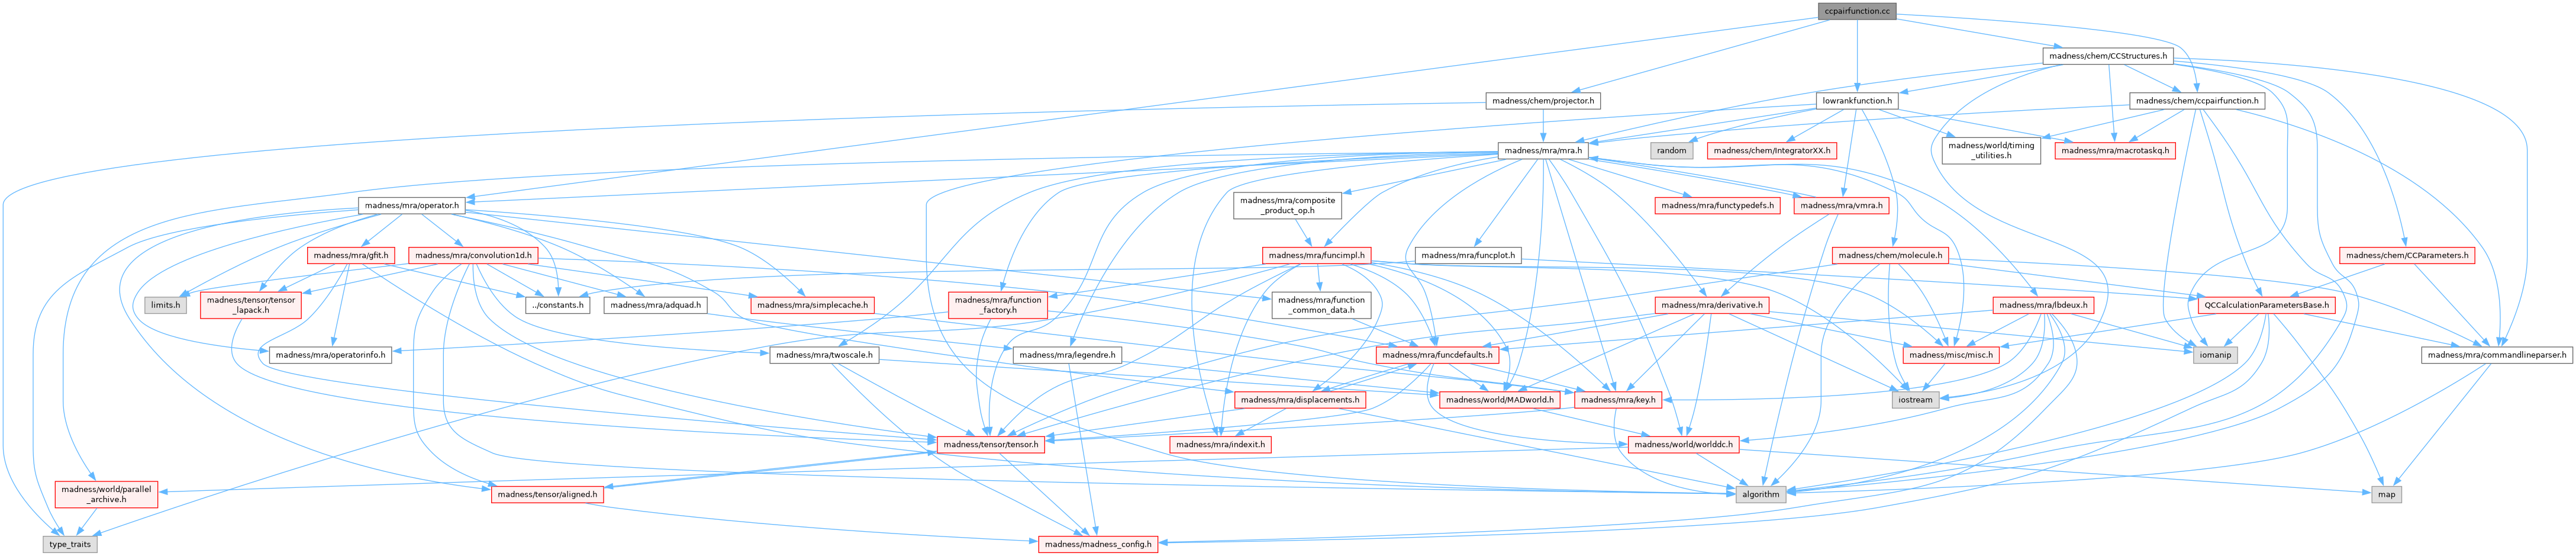 ccpairfunction.cc
madness/chem/CCStructures.h
madness/chem/projector.h
lowrankfunction.h
madness/chem/ccpairfunction.h
madness/mra/mra.h
random
madness/chem/IntegratorXX.h
madness/world/timing
_utilities.h
madness/mra/macrotaskq.h
madness/mra/operator.h
madness/mra/composite
_product_op.h
madness/mra/functypedefs.h
madness/mra/vmra.h
madness/mra/gfit.h
madness/mra/convolution1d.h
madness/mra/funcimpl.h
madness/mra/funcplot.h
madness/chem/molecule.h
madness/chem/CCParameters.h
limits.h
madness/tensor/tensor
_lapack.h
../constants.h
madness/mra/adquad.h
madness/mra/simplecache.h
madness/mra/function
_factory.h
madness/mra/function
_common_data.h
madness/mra/derivative.h
madness/mra/lbdeux.h
QCCalculationParametersBase.h
madness/mra/operatorinfo.h
madness/mra/twoscale.h
madness/mra/legendre.h
madness/mra/funcdefaults.h
madness/misc/misc.h
iomanip
madness/mra/commandlineparser.h
madness/mra/displacements.h
madness/world/MADworld.h
madness/mra/key.h
iostream
madness/tensor/tensor.h
madness/mra/indexit.h
madness/world/worlddc.h
madness/world/parallel
_archive.h
madness/tensor/aligned.h
algorithm
map
type_traits
madness/madness_config.h